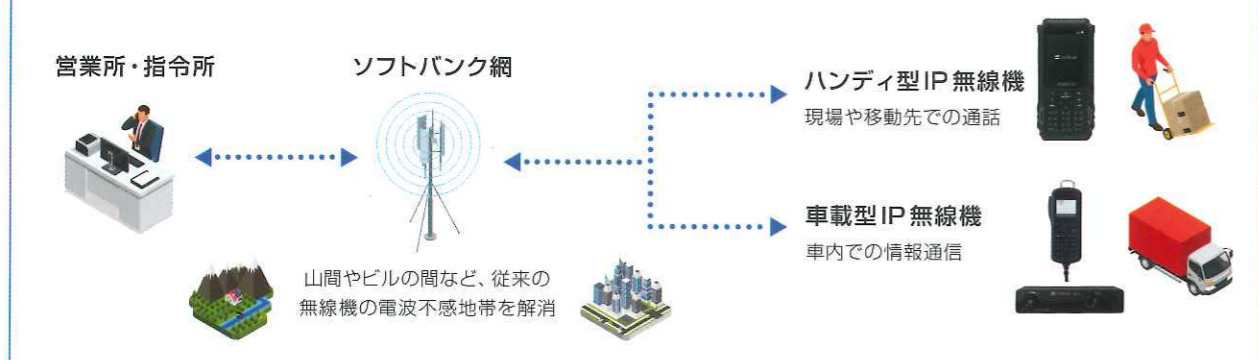 営業所・指令所
ソフトバンク網
山間やビルの間など、従来の
無線機の電波不感地帯を解消
ハンディ型IP無線機
現場や移動先での通話
車載型IP無線機
車内での情報通信